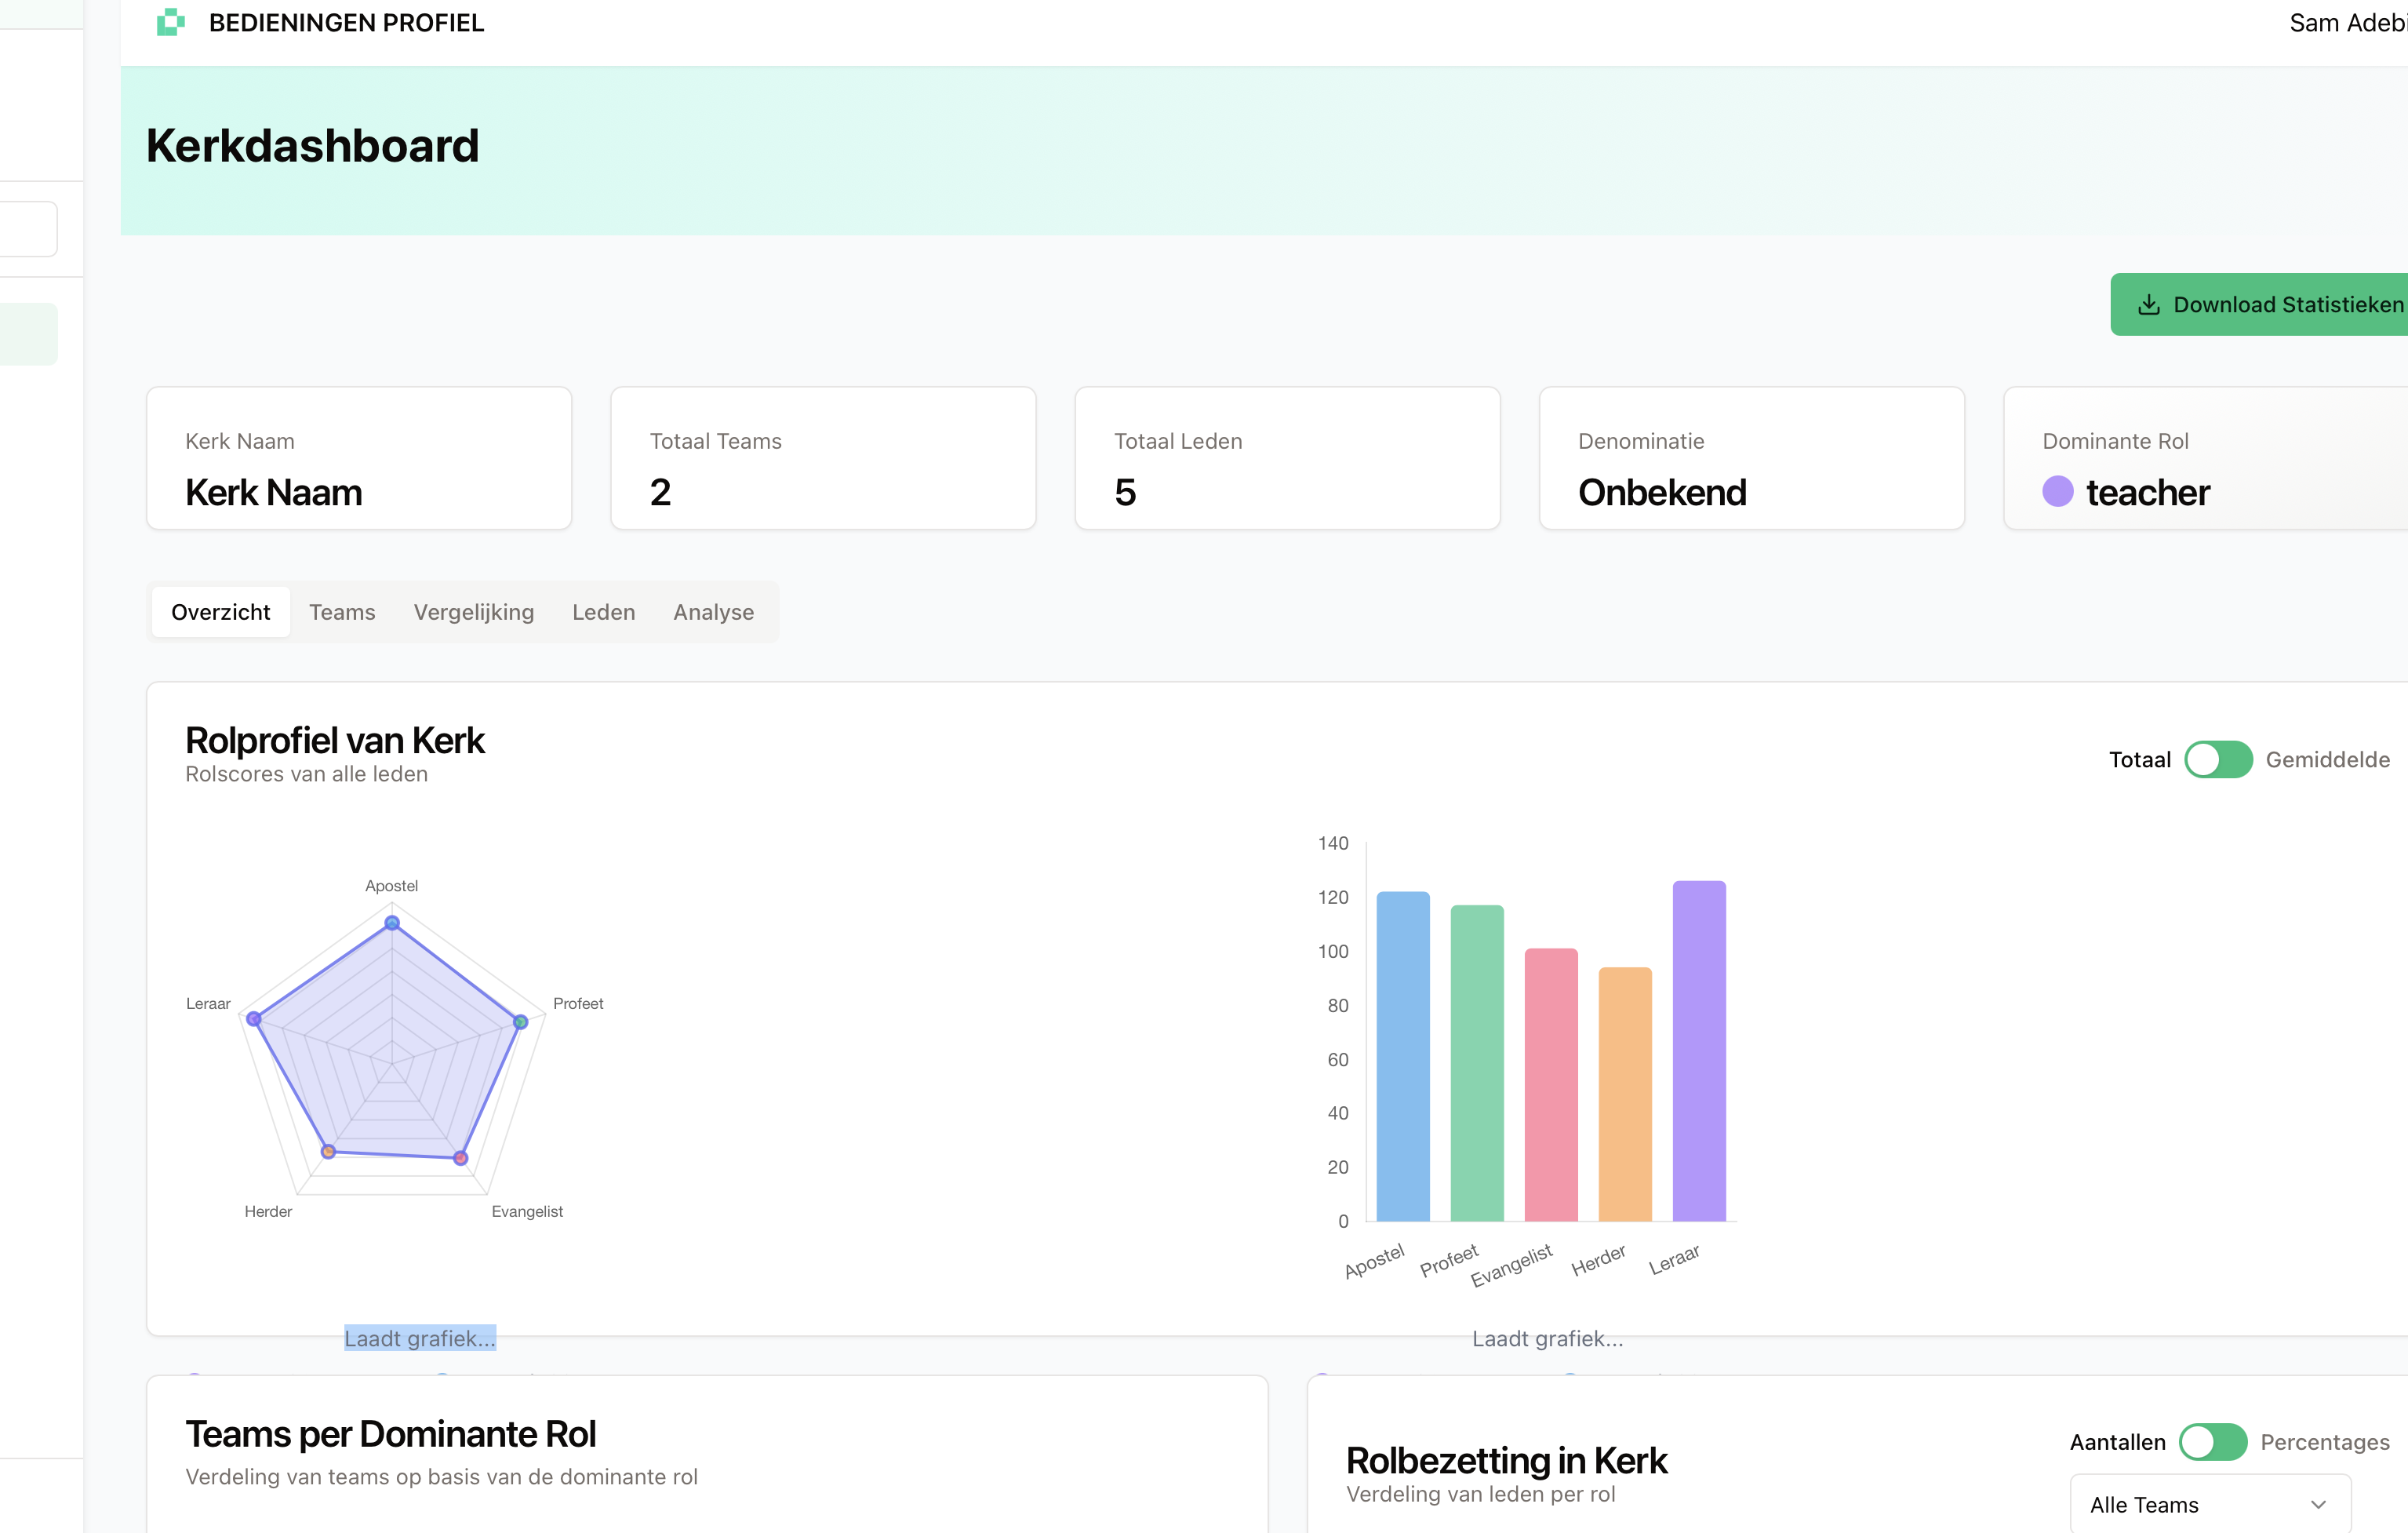 BEDIENINGEN PROFIEL
Sam Adebi
Kerkdashboard
Download Statistieken
Kerk Naam
Kerk Naam
Totaal Teams
2
Totaal Leden
5
Denominatie
Onbekend
Dominante Rol
teacher
Overzicht Teams Vergelijking Leden Analyse
Rolprofiel van Kerk
Rolscores van alle leden
Totaal Gemiddelde
Apostel
Profeet
Evangelist
Herder
Leraar
140
120
100
80
60
40
20
0
Apostel
Profeet
Evangelist
Herder
Leraar
Laadt grafiek...
Laadt grafiek...
Teams per Dominante Rol
Verdeling van teams op basis van de dominante rol
Rolbezetting in Kerk
Verdeling van leden per rol
Aantallen Percentages
Alle Teams